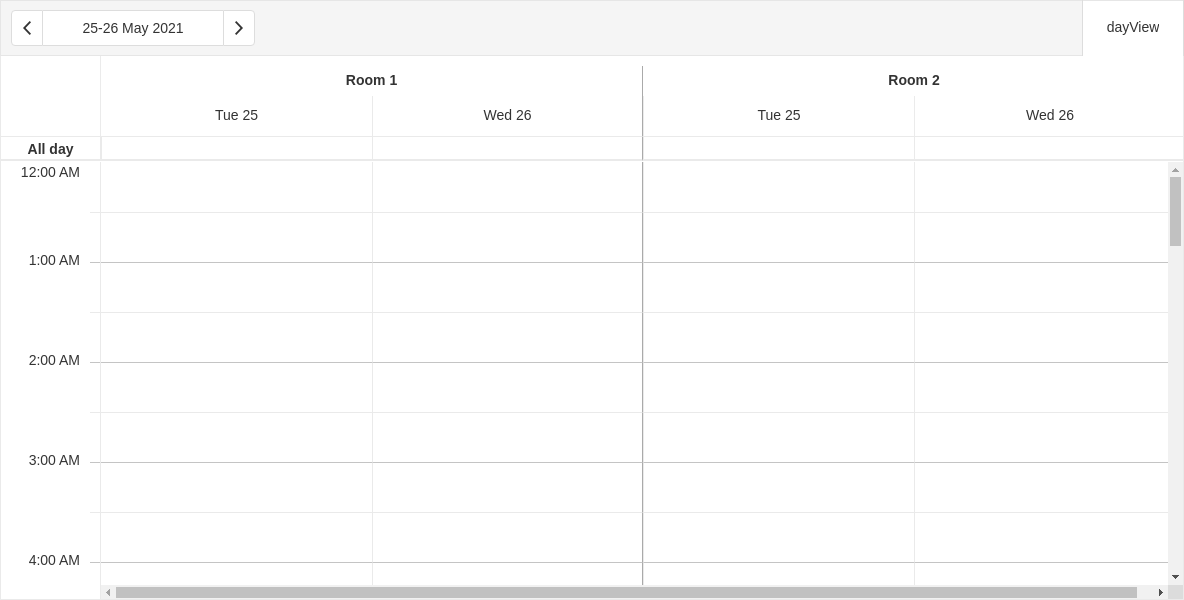 25-26 May 2021
dayView
Room 1 Room 2
Tue 25 Wed 26 Tue 25 Wed 26
All day
12:00 AM
1:00 AM
2:00 AM
3:00 AM
4:00 AM